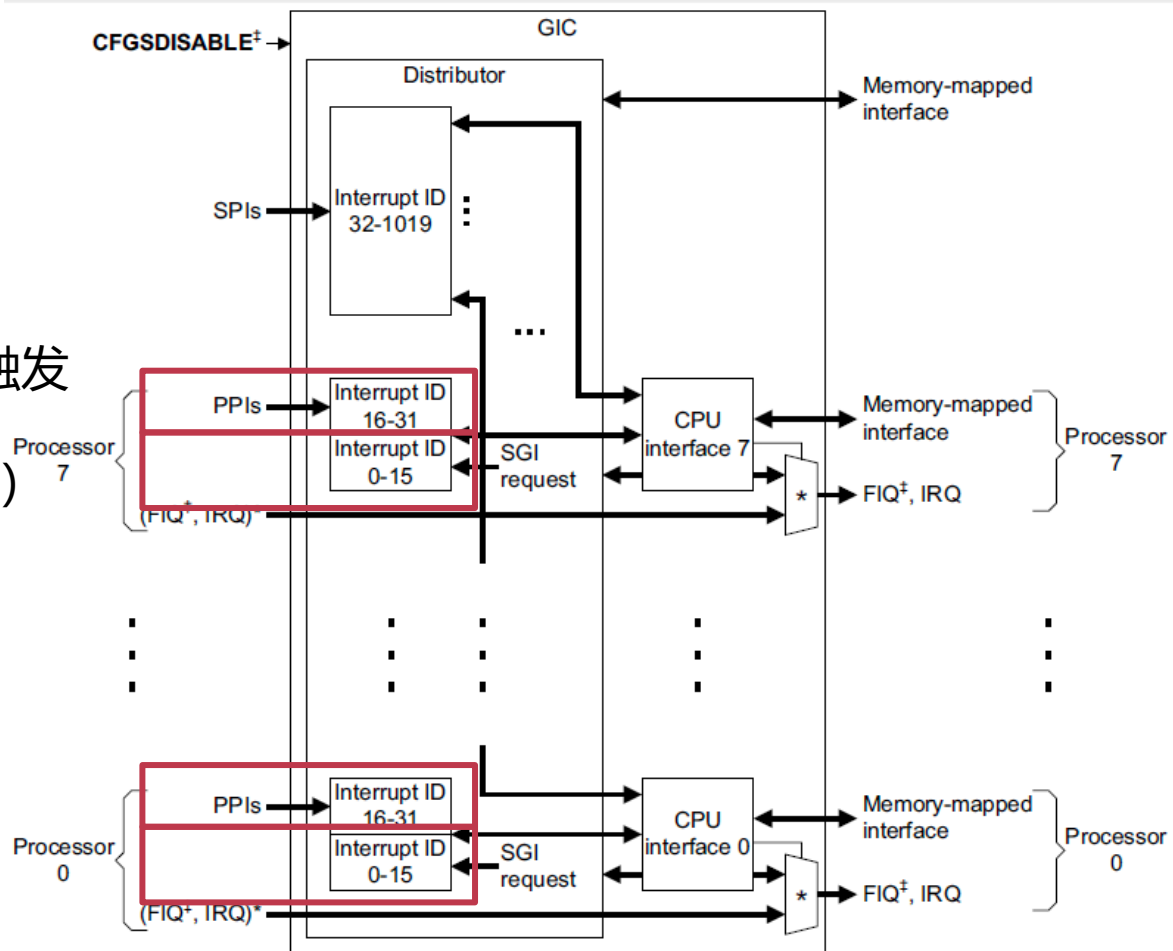 GIC
CFGSDISABLE‡
Distributor
Memory-mapped
interface
SPIs
Interrupt ID
32-1019
触发
)
Processor
7
PPIs
Interrupt ID
16-31
Interrupt ID
0-15
SGI
request
(FIQ‡, IRQ)*
CPU
interface 7
*
Memory-mapped
interface
FIQ‡, IRQ
Processor
7
Processor
0
PPIs
Interrupt ID
16-31
Interrupt ID
0-15
SGI
request
(FIQ‡, IRQ)*
CPU
interface 0
*
Memory-mapped
interface
FIQ‡, IRQ
Processor
0